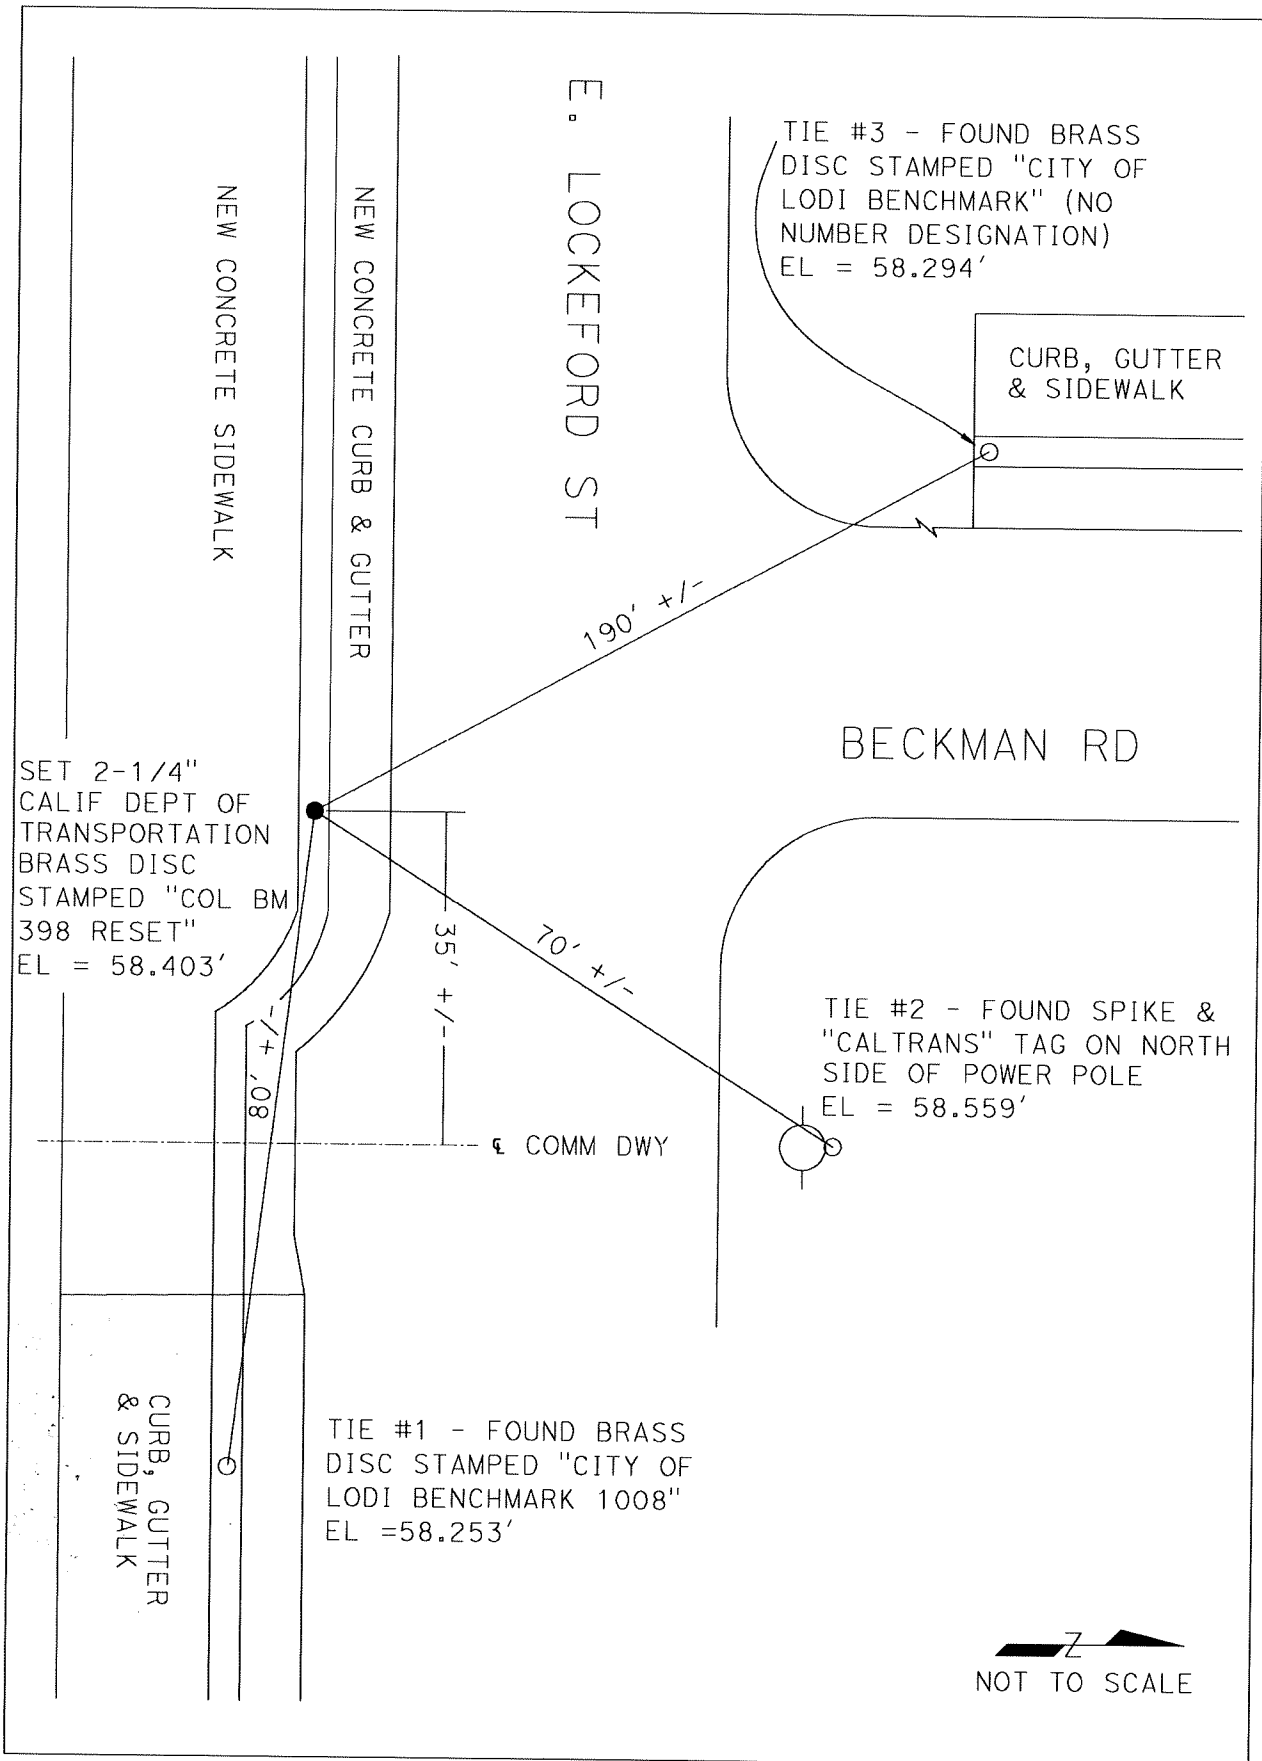 E. LOCKEFORD ST
TIE #3 - FOUND BRASS
DISC STAMPED "CITY OF
LODI BENCHMARK" (NO
NUMBER DESIGNATION)
EL = 58.294'
NEW CONCRETE SIDEWALK
NEW CONCRETE CURB & GUTTER
CURB, GUTTER
& SIDEWALK
190' +/-
BECKMAN RD
SET 2-1/4"
CALIF DEPT OF
TRANSPORTATION
BRASS DISC
STAMPED "COL BM
398 RESET"
EL = 58.403'
35' +/-
70' +/-
80' +/-
TIE #2 - FOUND SPIKE &
"CALTRANS" TAG ON NORTH
SIDE OF POWER POLE
EL = 58.559'
℄ COMM DWY
CURB, GUTTER
& SIDEWALK
TIE #1 - FOUND BRASS
DISC STAMPED "CITY OF
LODI BENCHMARK 1008"
EL =58.253'
Z
NOT TO SCALE